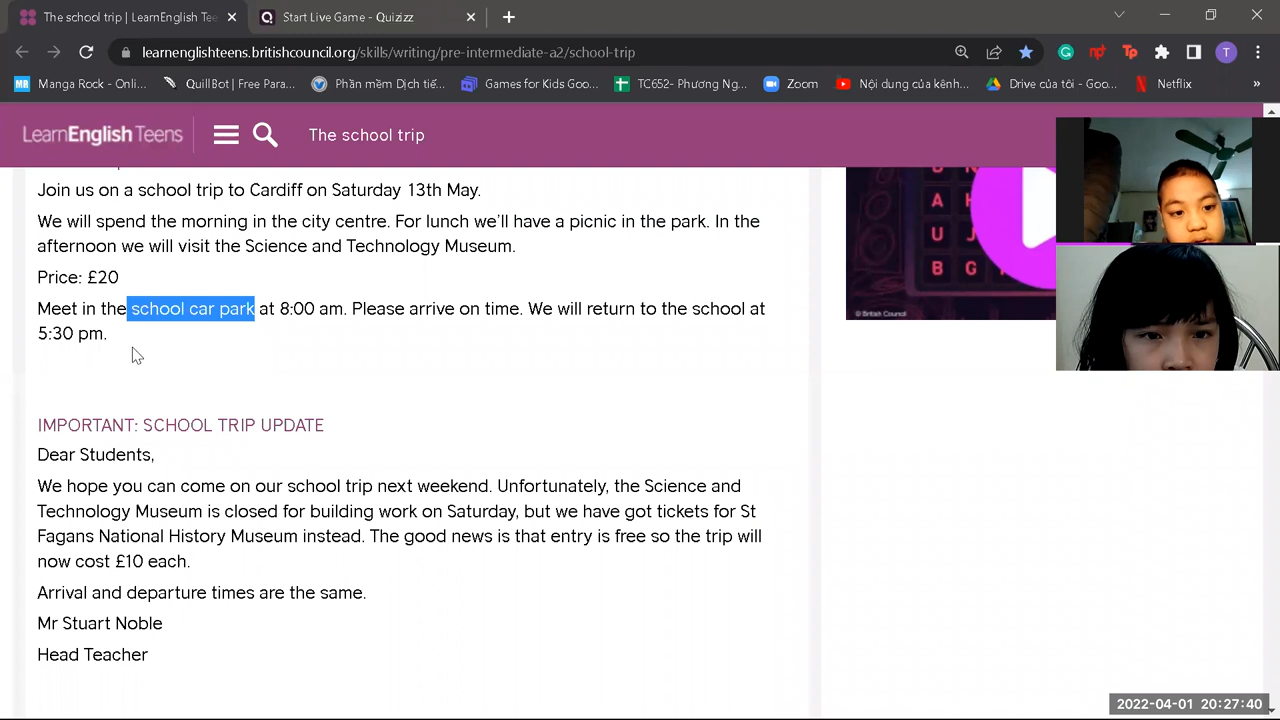 The school trip | LearnEnglish Tee
Start Live Game - Quizizz
learnenglishteens.britishcouncil.org/skills/writing/pre-intermediate-a2/school-trip
T
MR Manga Rock - Onli...
QuillBot | Free Para...
Phần mềm Dịch tiế...
Games for Kids Goo...
TC652- Phương Ng...
Zoom
Nội dung của kênh...
Drive của tôi - Goo...
Netflix
»
LearnEnglish Teens
The school trip
Join us on a school trip to Cardiff on Saturday 13th May.
We will spend the morning in the city centre. For lunch we'll have a picnic in the park. In the
afternoon we will visit the Science and Technology Museum.
Price: £20
Meet in the school car park at 8:00 am. Please arrive on time. We will return to the school at
5:30 pm.
A H
U J
B G
© British Council
IMPORTANT: SCHOOL TRIP UPDATE
Dear Students,
We hope you can come on our school trip next weekend. Unfortunately, the Science and
Technology Museum is closed for building work on Saturday, but we have got tickets for St
Fagans National History Museum instead. The good news is that entry is free so the trip will
now cost £10 each.
Arrival and departure times are the same.
Mr Stuart Noble
Head Teacher
2022-04-01 20:27:40